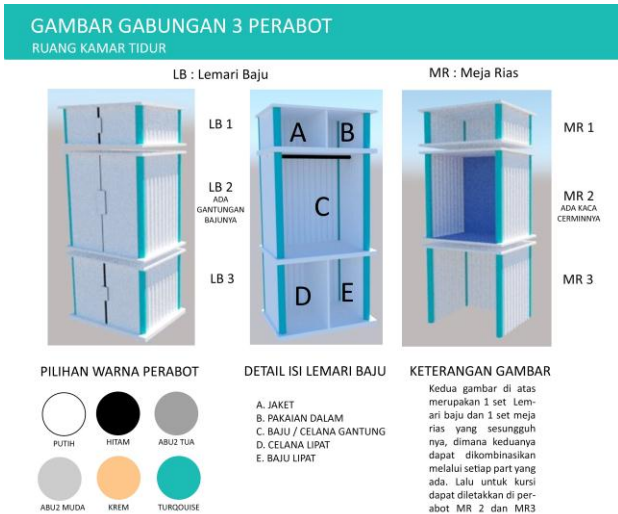 GAMBAR GABUNGAN 3 PERABOT
RUANG KAMAR TIDUR
LB : Lemari Baju
MR : Meja Rias
LB 1
LB 2
ADA
GANTUNGAN
BAJUNYA
LB 3
A
B
C
D
E
MR 1
MR 2
ADA KACA
CERMINNYA
MR 3
PILIHAN WARNA PERABOT
PUTIH
HITAM
ABU2 TUA
ABU2 MUDA
KREM
TURQOUISE
DETAIL ISI LEMARI BAJU
A. JAKET
B. PAKAIAN DALAM
C. BAJU / CELANA GANTUNG
D. CELANA LIPAT
E. BAJU LIPAT
KETERANGAN GAMBAR
Kedua gambar di atas
merupakan 1 set Lem-
ari baju dan 1 set meja
rias yang sesungguh
nya, dimana keduanya
dapat dikombinasikan
melalui setiap part yang
ada. Lalu untuk kursi
dapat diletakkan di per-
abot MR 2 dan MR3